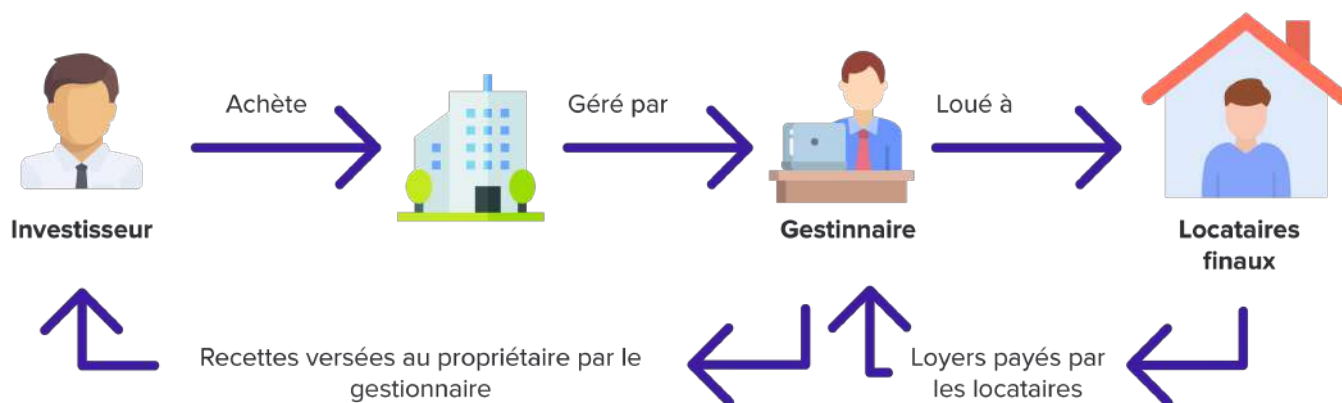 Achète
Géré par
Loué à
Investisseur
Gestinnaire
Locataires
finaux
Recettes versées au propriétaire par le
gestionnaire
Loyers payés par
les locataires